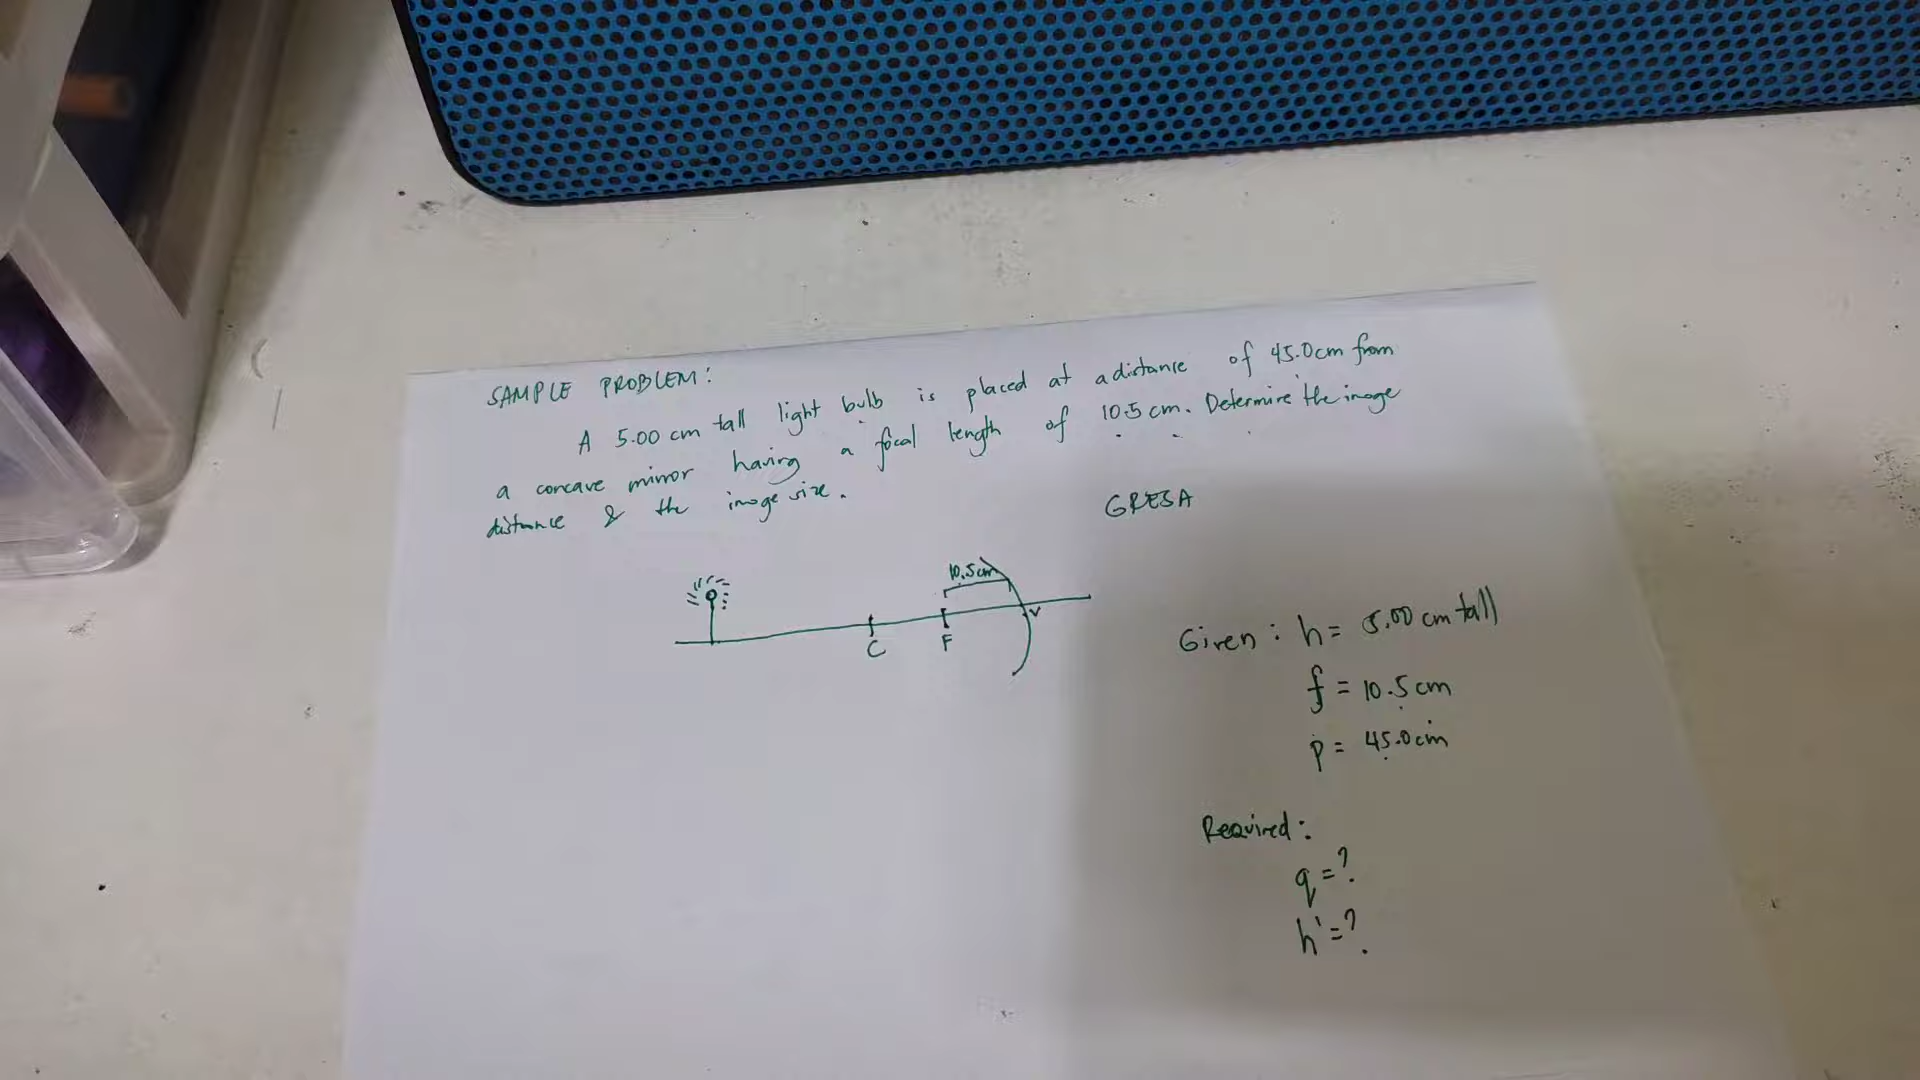 SAMPLE PROBLEM:
A 5.00 cm tall light bulb is placed at a distance of 45.0cm from
a concave mirror having a focal length of 10.5 cm. Determine the image
distance & the image size.
GRESA
10.5cm
C
F
V
Given: h = 5.00 cm tall
f = 10.5 cm
p = 45.0 cm
Required:
q = ?
h' = ?